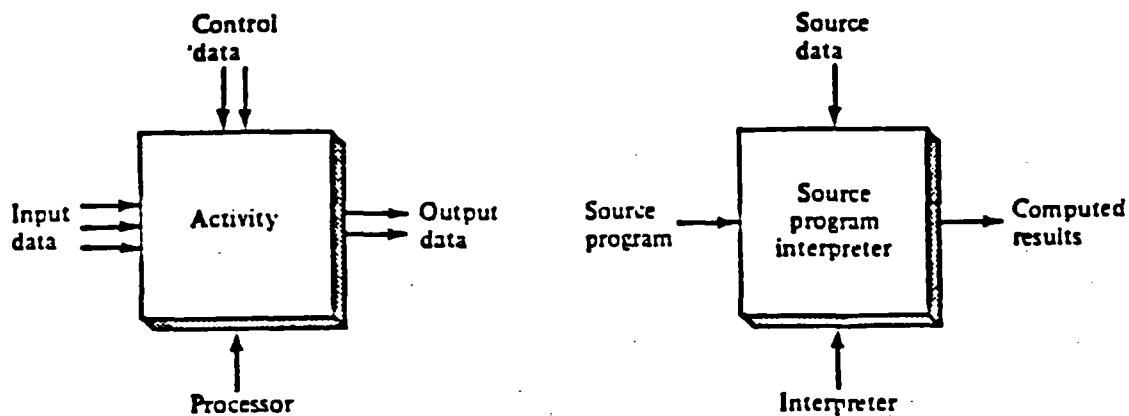 Control
data
Input
data
Activity
Output
data
Processor
Source
data
Source
program
Source
program
interpreter
Computed
results
Interpreter